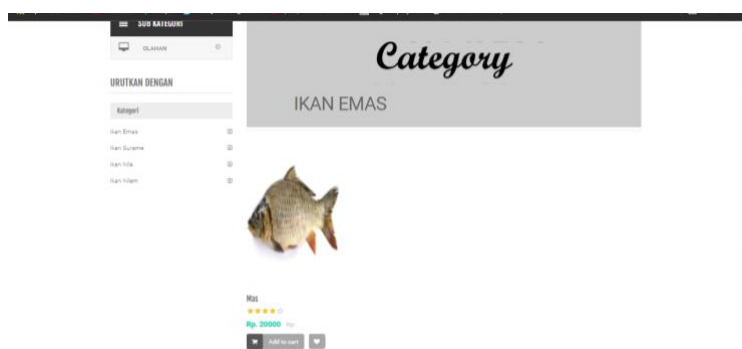 SUB KATEGORI
OLAHAN
URUTKAN DENGAN
Kategori
Ikan Emas
Ikan Gurame
Ikan Nila
Ikan Nilem
Category
IKAN EMAS
Mas
Rp. 20000 Rp.
Add to cart